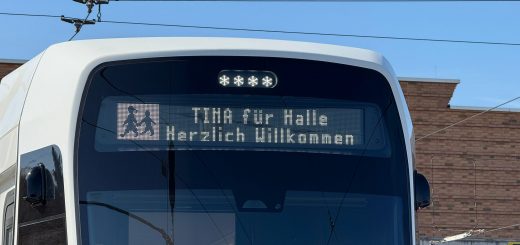 ****
TINA für Halle
Herzlich Willkommen